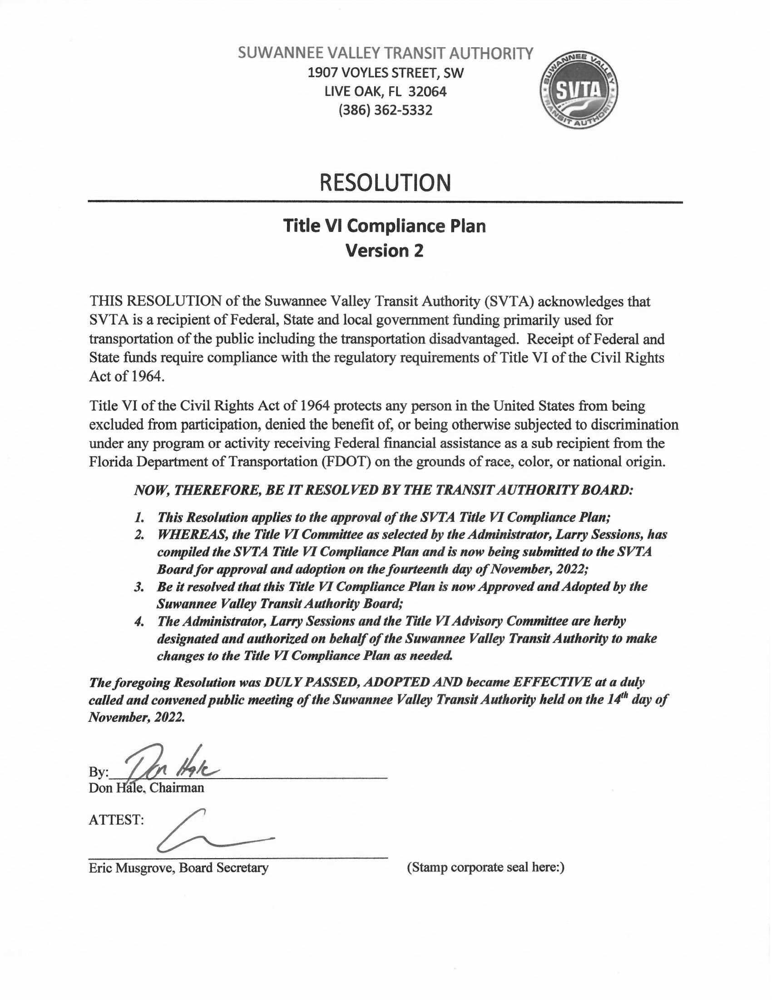 SUWANNEE VALLEY TRANSIT AUTHORITY
1907 VOYLES STREET, SW
LIVE OAK, FL 32064
(386) 362-5332
SUWANNEE VALLEY
SVTA
TRANSIT AUTHORITY
RESOLUTION
Title VI Compliance Plan
Version 2
THIS RESOLUTION of the Suwannee Valley Transit Authority (SVTA) acknowledges that
SVTA is a recipient of Federal, State and local government funding primarily used for
transportation of the public including the transportation disadvantaged. Receipt of Federal and
State funds require compliance with the regulatory requirements of Title VI of the Civil Rights
Act of 1964.
Title VI of the Civil Rights Act of 1964 protects any person in the United States from being
excluded from participation, denied the benefit of, or being otherwise subjected to discrimination
under any program or activity receiving Federal financial assistance as a sub recipient from the
Florida Department of Transportation (FDOT) on the grounds of race, color, or national origin.
NOW, THEREFORE, BE IT RESOLVED BY THE TRANSIT AUTHORITY BOARD:
1. This Resolution applies to the approval of the SVTA Title VI Compliance Plan;
2. WHEREAS, the Title VI Committee as selected by the Administrator, Larry Sessions, has
compiled the SVTA Title VI Compliance Plan and is now being submitted to the SVTA
Board for approval and adoption on the fourteenth day of November, 2022;
3. Be it resolved that this Title VI Compliance Plan is now Approved and Adopted by the
Suwannee Valley Transit Authority Board;
4. The Administrator, Larry Sessions and the Title VI Advisory Committee are herby
designated and authorized on behalf of the Suwannee Valley Transit Authority to make
changes to the Title VI Compliance Plan as needed.
The foregoing Resolution was DULY PASSED, ADOPTED AND became EFFECTIVE at a duly
called and convened public meeting of the Suwannee Valley Transit Authority held on the 14th day of
November, 2022.
By: Don Hale
Don Hale, Chairman
ATTEST:
Eric Musgrove, Board Secretary
(Stamp corporate seal here:)